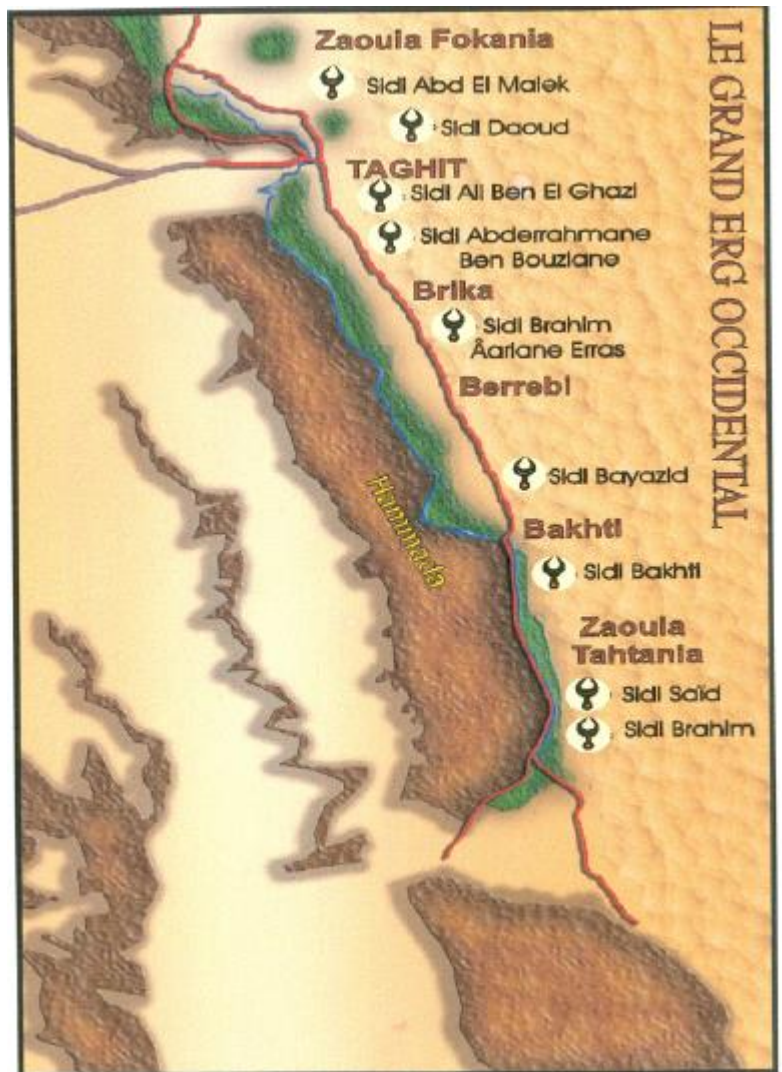 LE GRAND ERG OCCIDENTAL
Zaouia Fokania
Sidi Abd El Malek
Sidi Daoud
TAGHIT
Sidi Ali Ben El Ghazi
Sidi Abderrahmane
Ben Bouziane
Brika
Sidi Brahim
Âariane Erras
Berrebi
Hammada
Sidi Bayazid
Bakhti
Sidi Bakhti
Zaouia
Tahtania
Sidi Saïd
Sidi Brahim